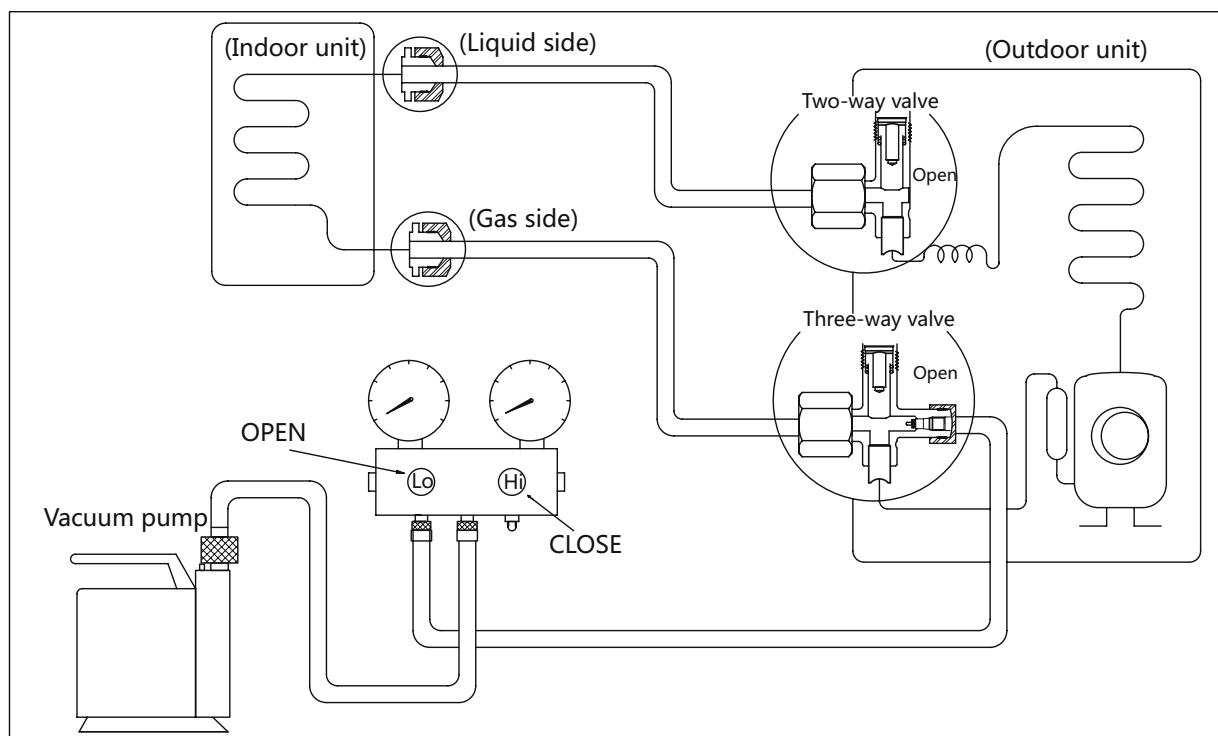 (Indoor unit)
(Liquid side)
(Outdoor unit)
Two-way valve
Open
(Gas side)
Three-way valve
Open
OPEN
Lo
Hi
Vacuum pump
CLOSE